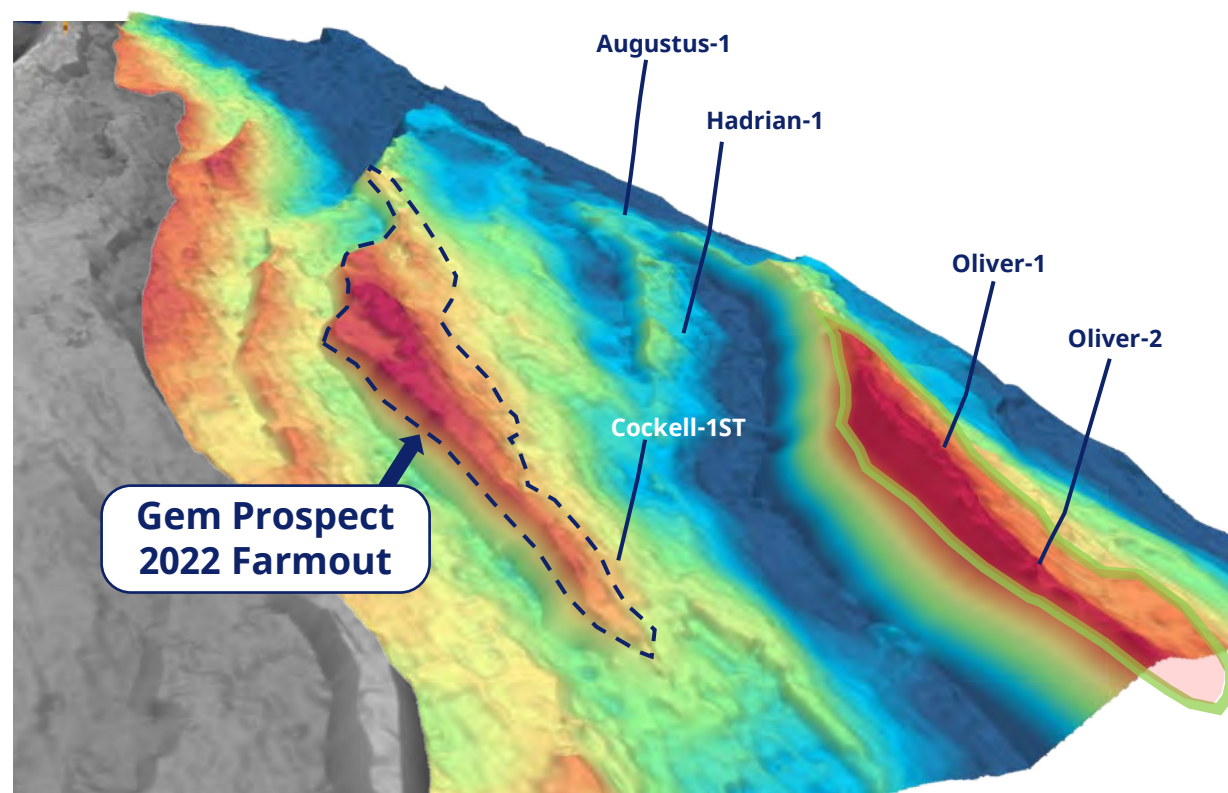 Augustus-1
Hadrian-1
Oliver-1
Oliver-2
Cockell-1ST
Gem Prospect
2022 Farmout